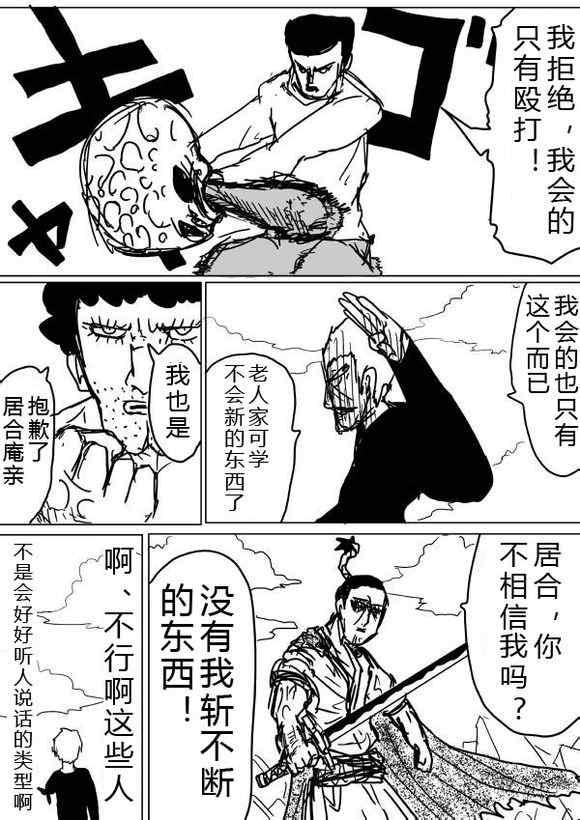 我拒绝，我会的
只有殴打！
ゴ
キ
ャ
我会的也只有
这个而已
老人家可学
不会新的东西了
我也是
抱歉了
居合庵亲
居合，你
不相信我吗？
没有我斩不断
的东西！
啊、不行啊这些人
不是会好好听人说话的类型啊